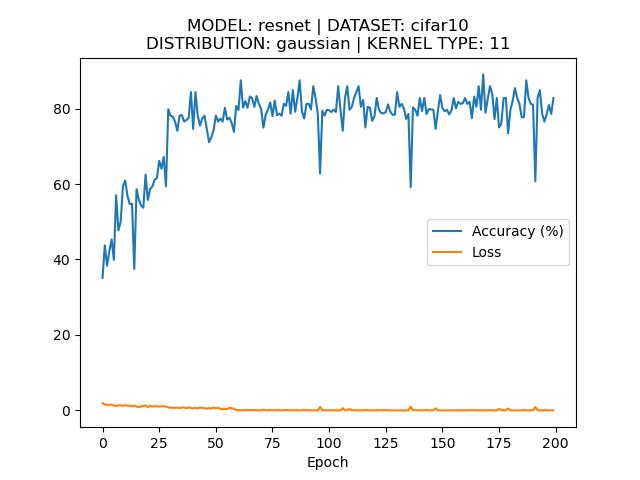 MODEL: resnet | DATASET: cifar10
DISTRIBUTION: gaussian | KERNEL TYPE: 11
80
60
40
20
0
Accuracy (%)
Loss
0 25 50 75 100 125 150 175 200
Epoch